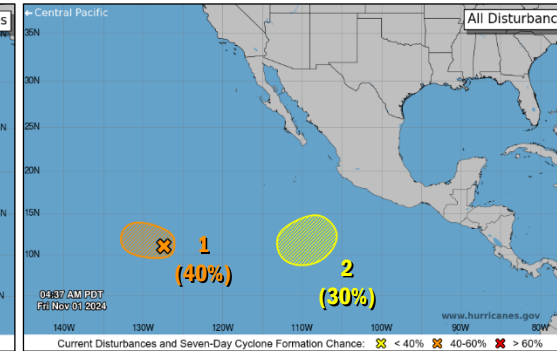 s
← Central Pacific
All Disturbanc
35N
30N
25N
20N
15N
10N
5N
1
(40%)
2
(30%)
04:37 AM PDT
Fri Nov 01 2024
www.hurricanes.gov
140W 130W 120W 110W 100W 90W 80W
Current Disturbances and Seven-Day Cyclone Formation Chance: < 40% 40-60% > 60%